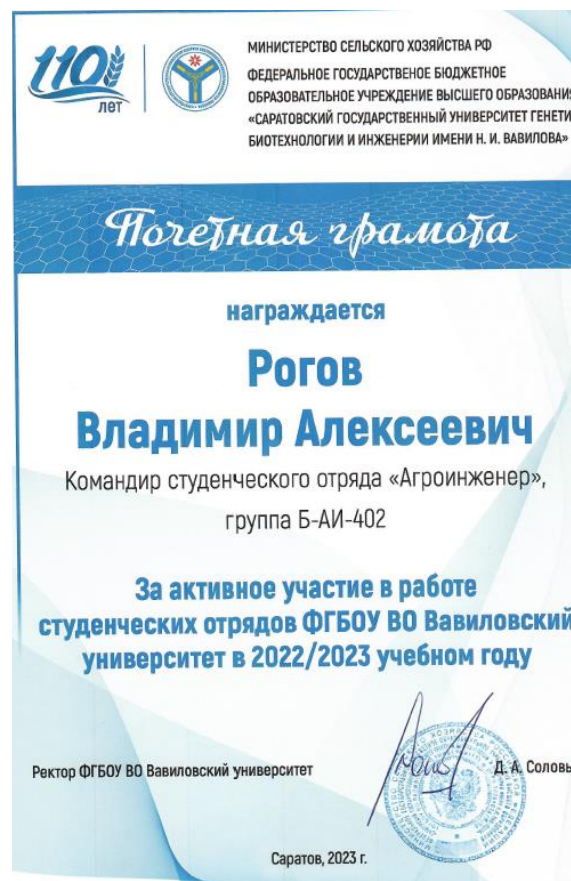 110
лет
МИНИСТЕРСТВО СЕЛЬСКОГО ХОЗЯЙСТВА РФ
ФЕДЕРАЛЬНОЕ ГОСУДАРСТВЕНОЕ БЮДЖЕТНОЕ
ОБРАЗОВАТЕЛЬНОЕ УЧРЕЖДЕНИЕ ВЫСШЕГО ОБРАЗОВАНИЯ
«САРАТОВСКИЙ ГОСУДАРСТВЕННЫЙ УНИВЕРСИТЕТ ГЕНЕТИ
БИОТЕХНОЛОГИИ И ИНЖЕНЕРИИ ИМЕНИ Н. И. ВАВИЛОВА»
Почетная грамота
награждается
Рогов
Владимир Алексеевич
Командир студенческого отряда «Агроинженер»,
группа Б-АИ-402
За активное участие в работе
студенческих отрядов ФГБОУ ВО Вавиловский
университет в 2022/2023 учебном году
Ректор ФГБОУ ВО Вавиловский университет
Д. А. Соловь
Саратов, 2023 г.